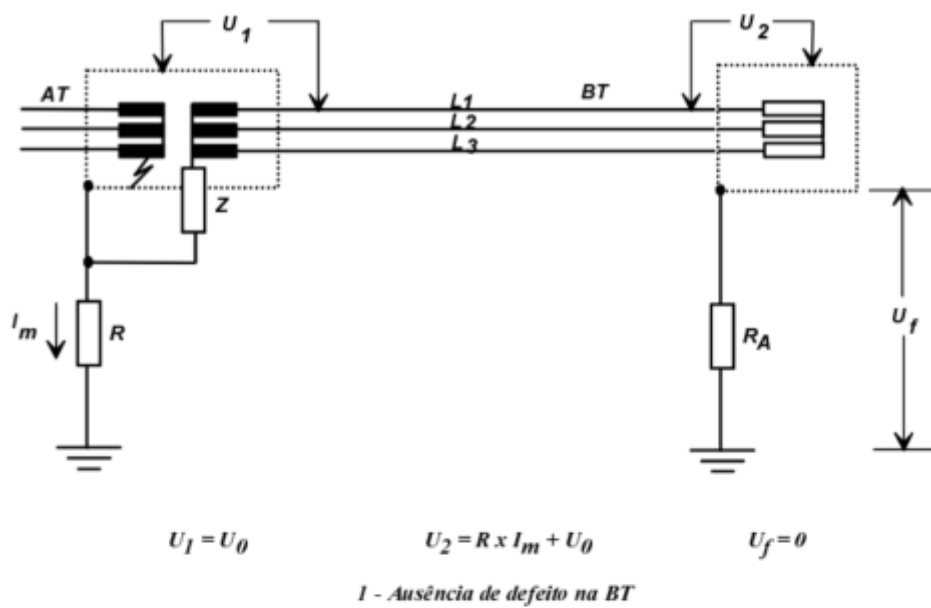 U1
U2
AT
L1
BT
L2
L3
Z
Im
R
RA
Uf
U1 = U0
U2 = R x Im + U0
Uf = 0
1 - Ausência de defeito na BT